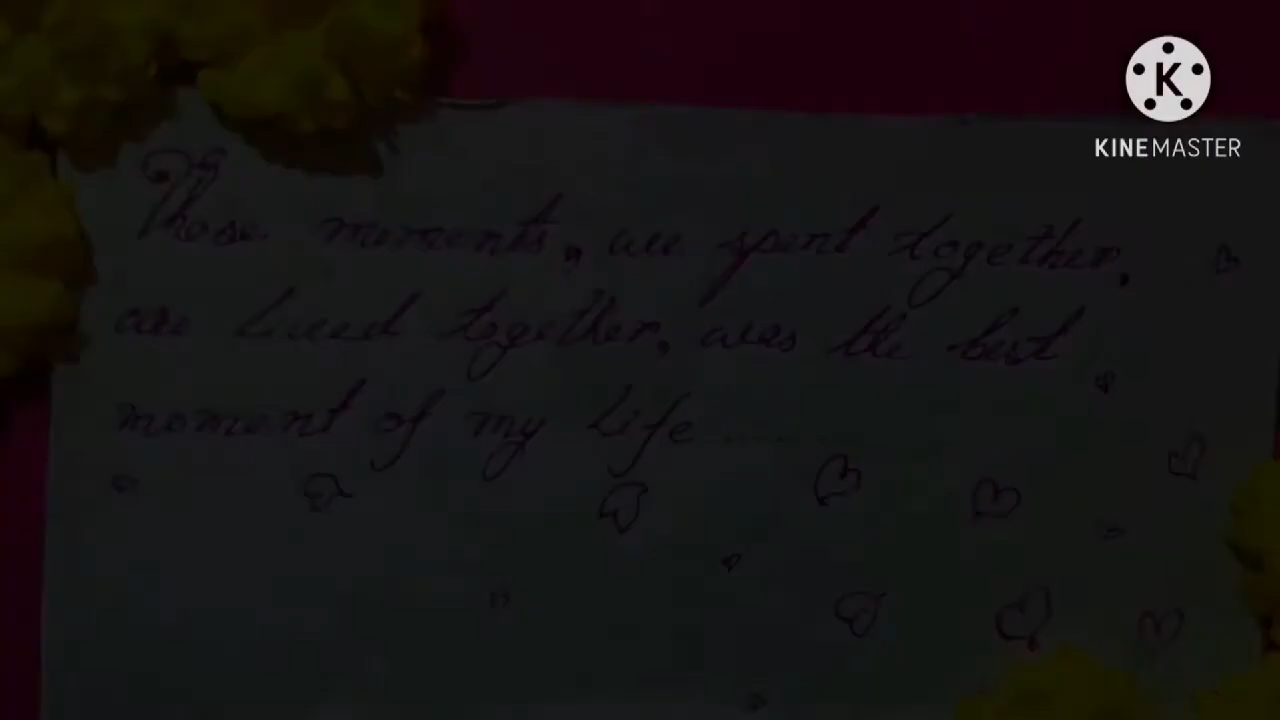 Those moments, we spent together,
we lived together, was the best
moment of my life .....
K
KINEMASTER